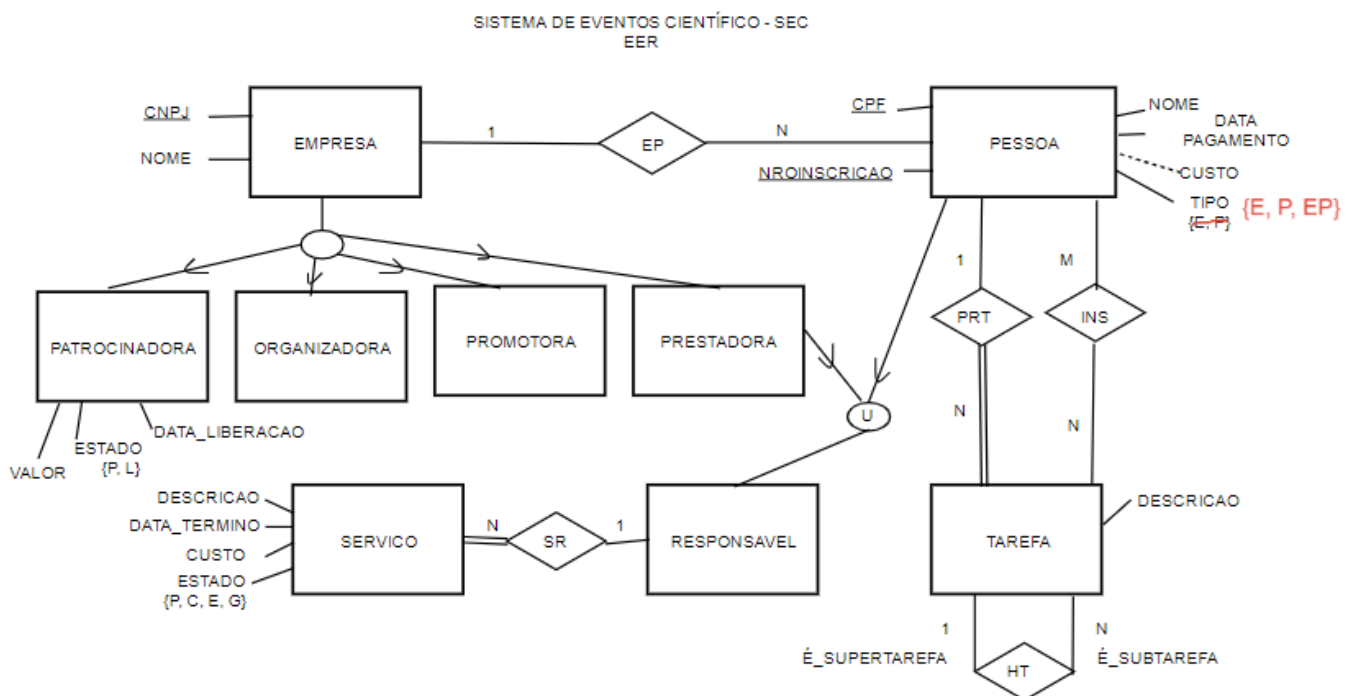 SISTEMA DE EVENTOS CIENTÍFICO - SEC
EER
CNPJ
NOME
EMPRESA
1
EP
N
CPF
NROINSCRICAO
PESSOA
NOME
DATA
PAGAMENTO
CUSTO
TIPO
{E, P}
{E, P, EP}
PATROCINADORA
ORGANIZADORA
PROMOTORA
PRESTADORA
1
M
PRT
INS
VALOR
ESTADO
{P, L}
DATA_LIBERACAO
U
N
N
DESCRICAO
DATA_TERMINO
CUSTO
ESTADO
{P, C, E, G}
SERVICO
N
SR
1
RESPONSAVEL
TAREFA
DESCRICAO
1
N
É_SUPERTAREFA
HT
É_SUBTAREFA